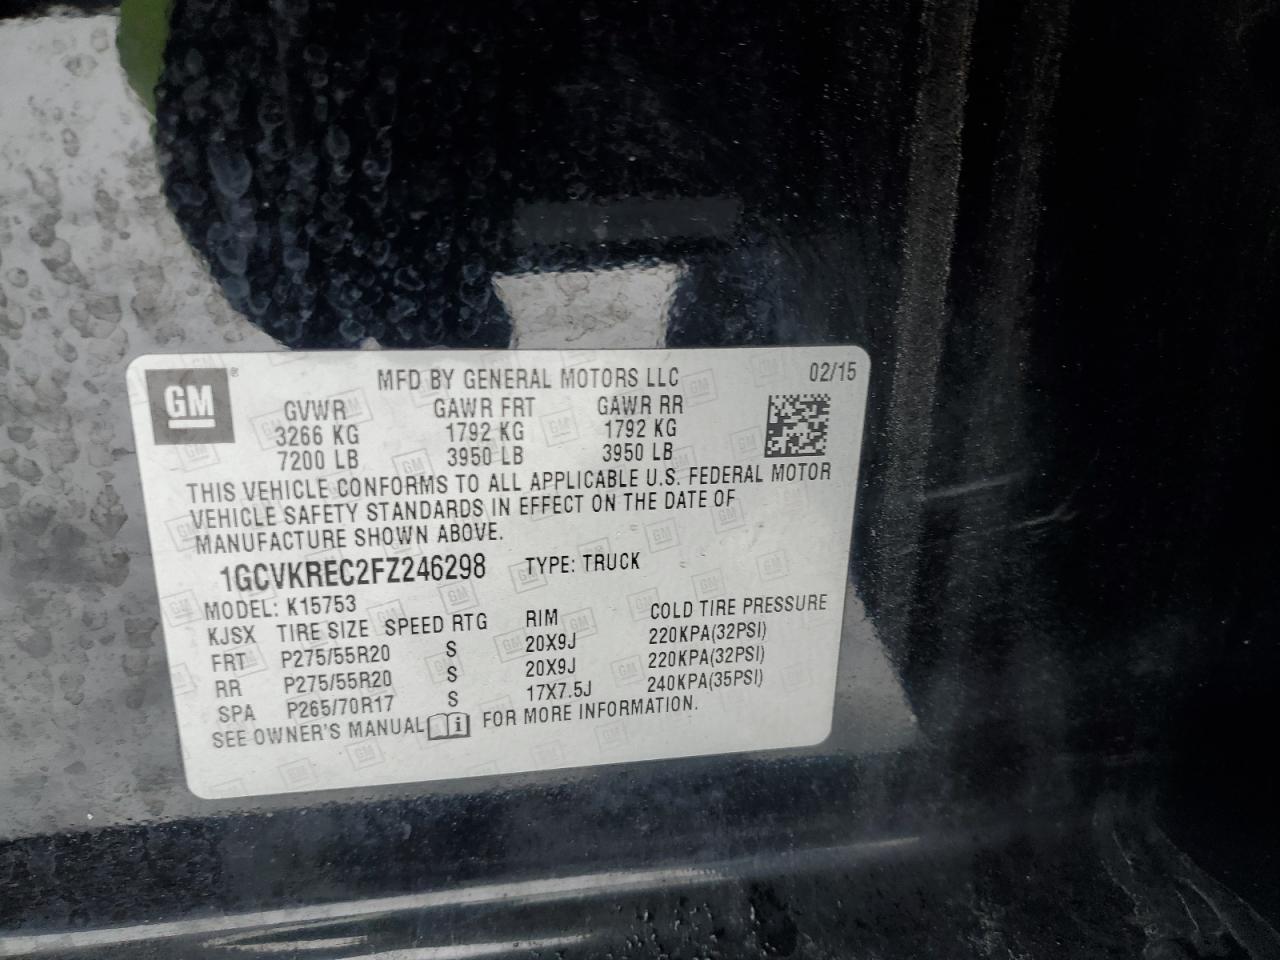 GM ®
MFD BY GENERAL MOTORS LLC 02/15
GVWR GAWR FRT GAWR RR
3266 KG 1792 KG 1792 KG
7200 LB 3950 LB 3950 LB
THIS VEHICLE CONFORMS TO ALL APPLICABLE U.S. FEDERAL MOTOR
VEHICLE SAFETY STANDARDS IN EFFECT ON THE DATE OF
MANUFACTURE SHOWN ABOVE.
1GCVKREC2FZ246298 TYPE: TRUCK
MODEL: K15753
KJSX TIRE SIZE SPEED RTG RIM COLD TIRE PRESSURE
FRT P275/55R20 S 20X9J 220KPA(32PSI)
RR P275/55R20 S 20X9J 220KPA(32PSI)
SPA P265/70R17 S 17X7.5J 240KPA(35PSI)
SEE OWNER'S MANUAL FOR MORE INFORMATION.